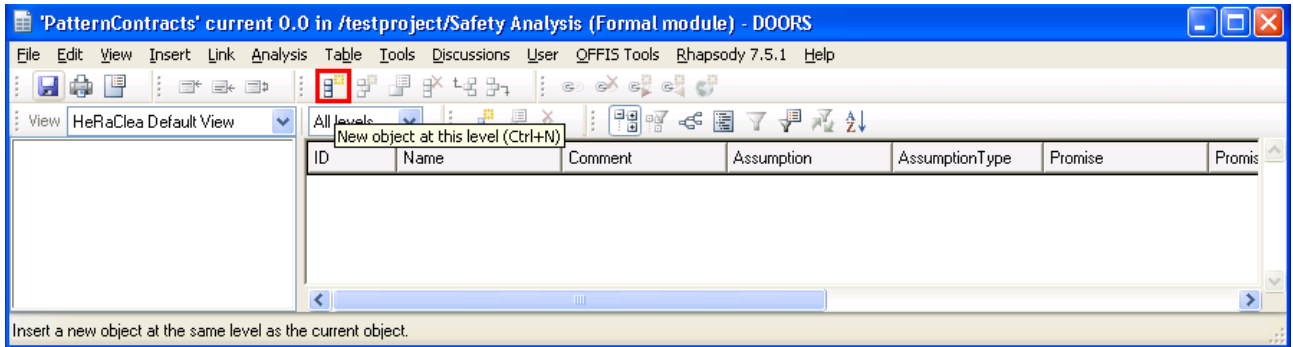 'PatternContracts' current 0.0 in /testproject/Safety Analysis (Formal module) - DOORS
File Edit View Insert Link Analysis Table Tools Discussions User OFFIS Tools Rhapsody 7.5.1 Help
View HeRaClea Default View All levels
New object at this level (Ctrl+N)
ID Name Comment Assumption AssumptionType Promise Promis
Insert a new object at the same level as the current object.